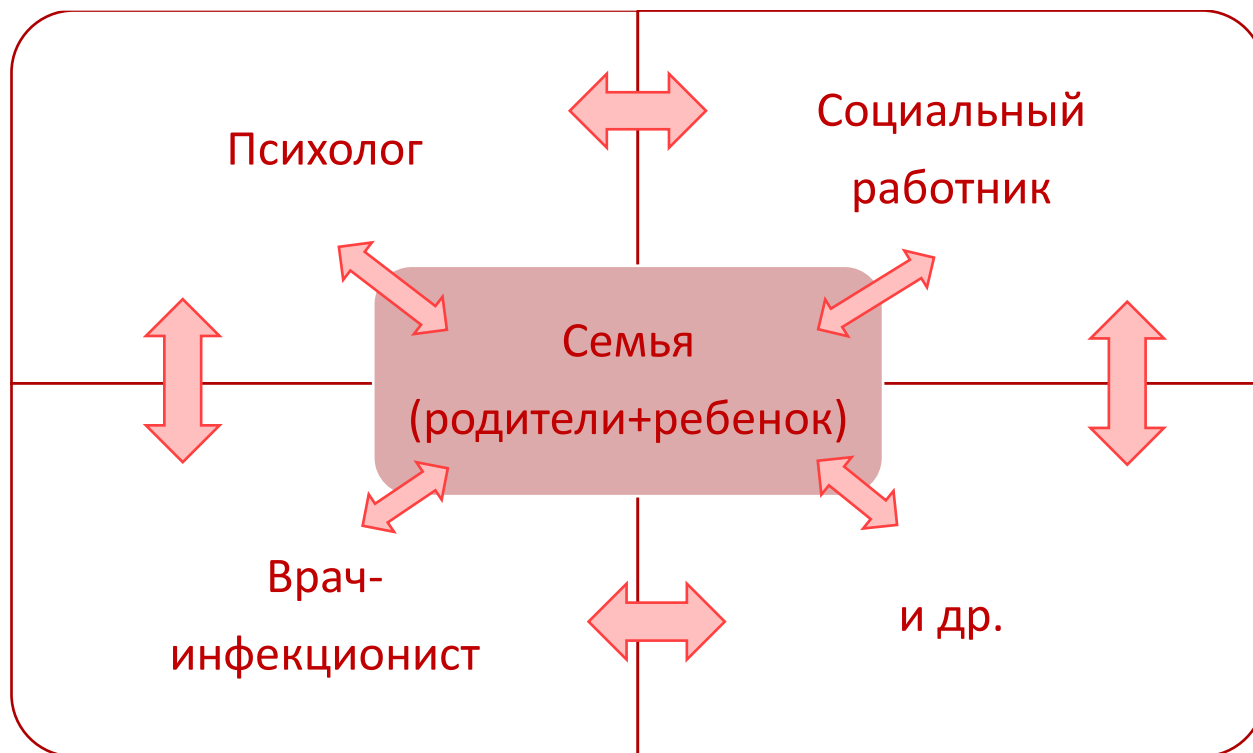 Психолог
Социальный
работник
Семья
(родители+ребенок)
Врач-
инфекционист
и др.